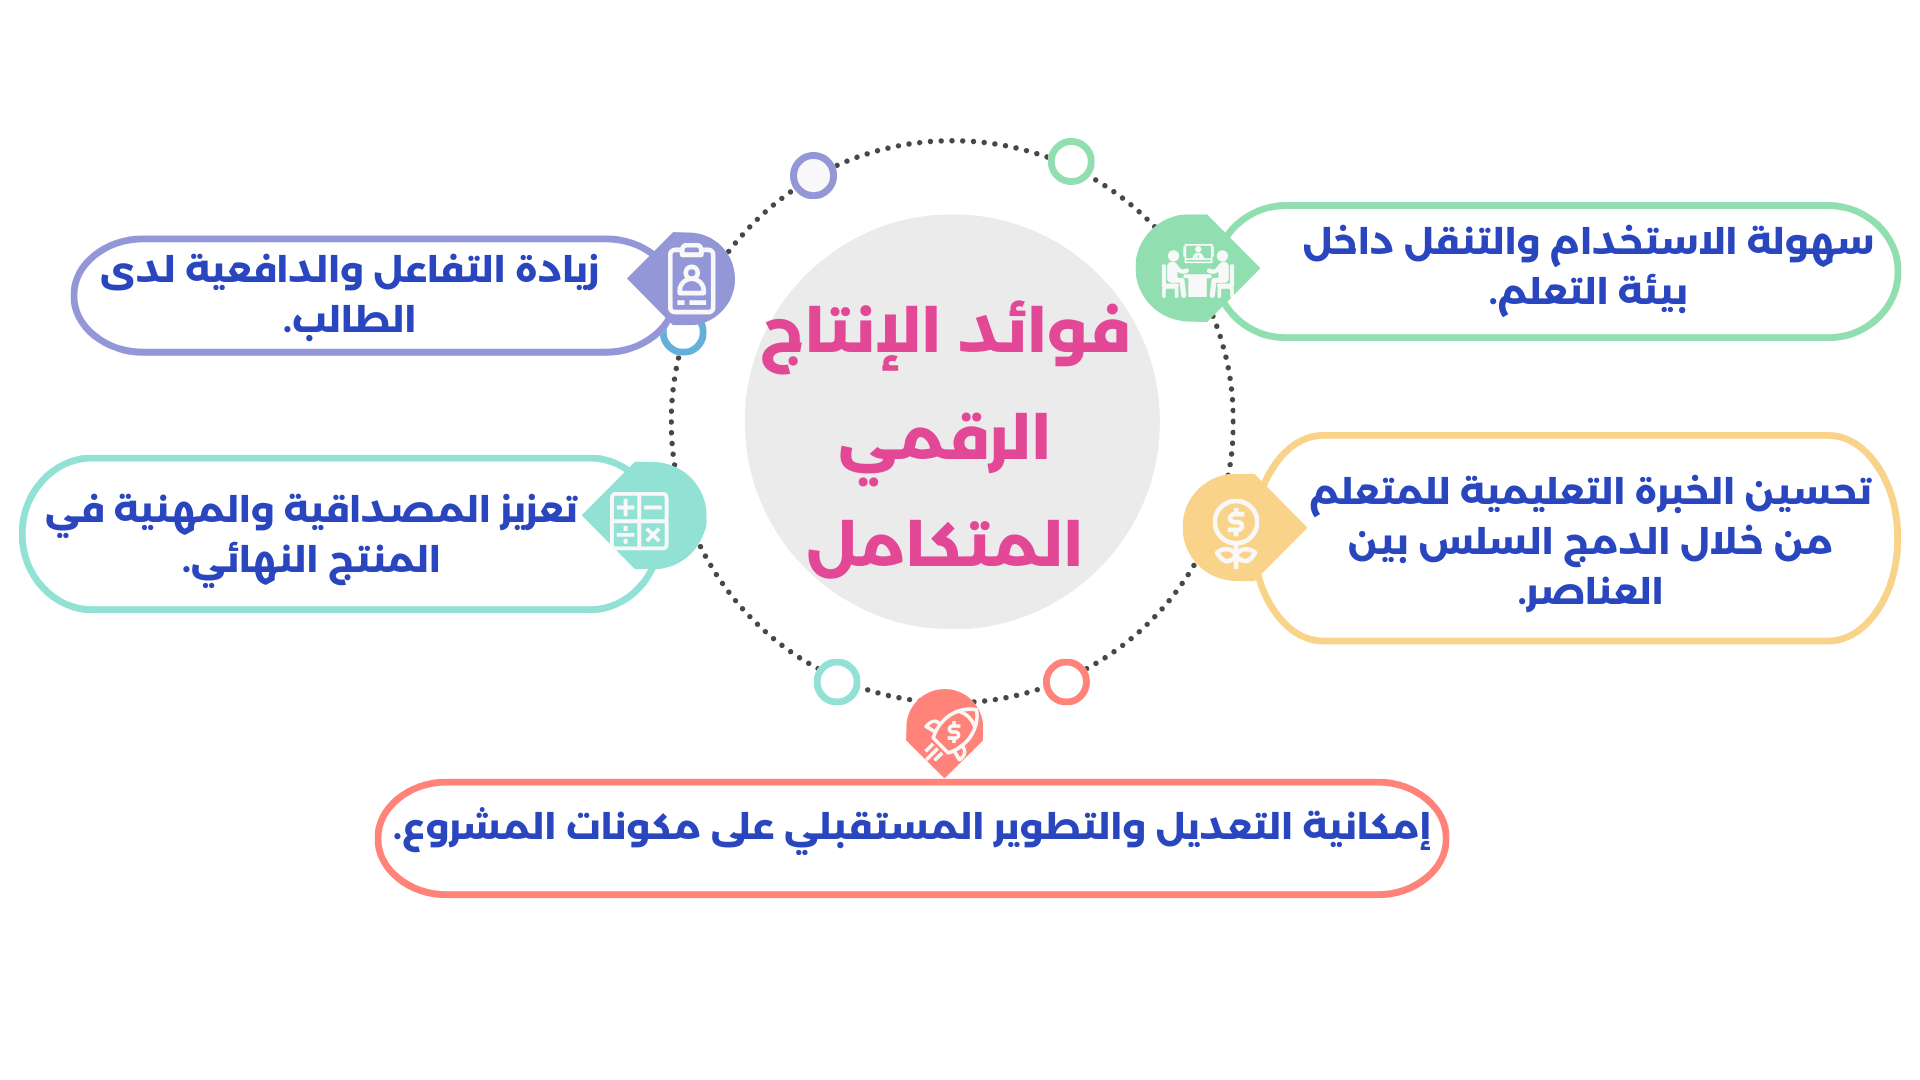 فوائد الإنتاج
الرقمي
المتكامل
سهولة الاستخدام والتنقل داخل
بيئة التعلم.
تحسين الخبرة التعليمية للمتعلم
من خلال الدمج السلس بين
العناصر.
إمكانية التعديل والتطوير المستقبلي على مكونات المشروع.
تعزيز المصداقية والمهنية في
المنتج النهائي.
زيادة التفاعل والدافعية لدى
الطالب.